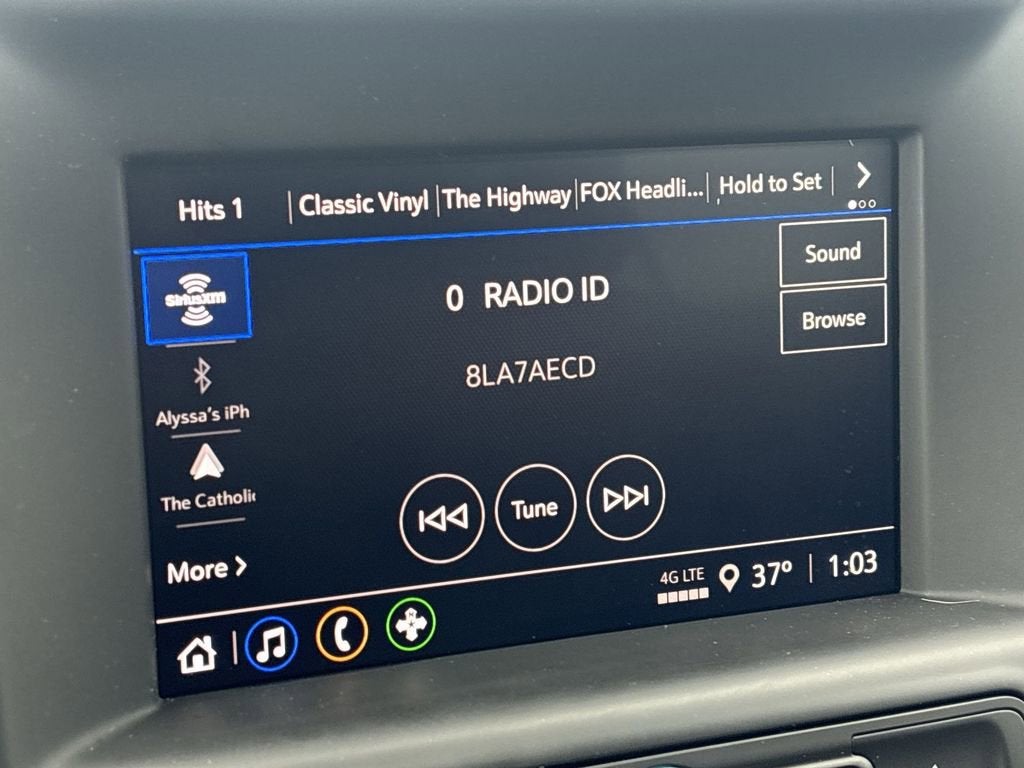 Hits 1 Classic Vinyl The Highway FOX Headli... Hold to Set
SiriusXM
0 RADIO ID
Sound
Browse
8LA7AECD
Alyssa's iPh
The Catholic
Tune
More
4G LTE 37° 1:03